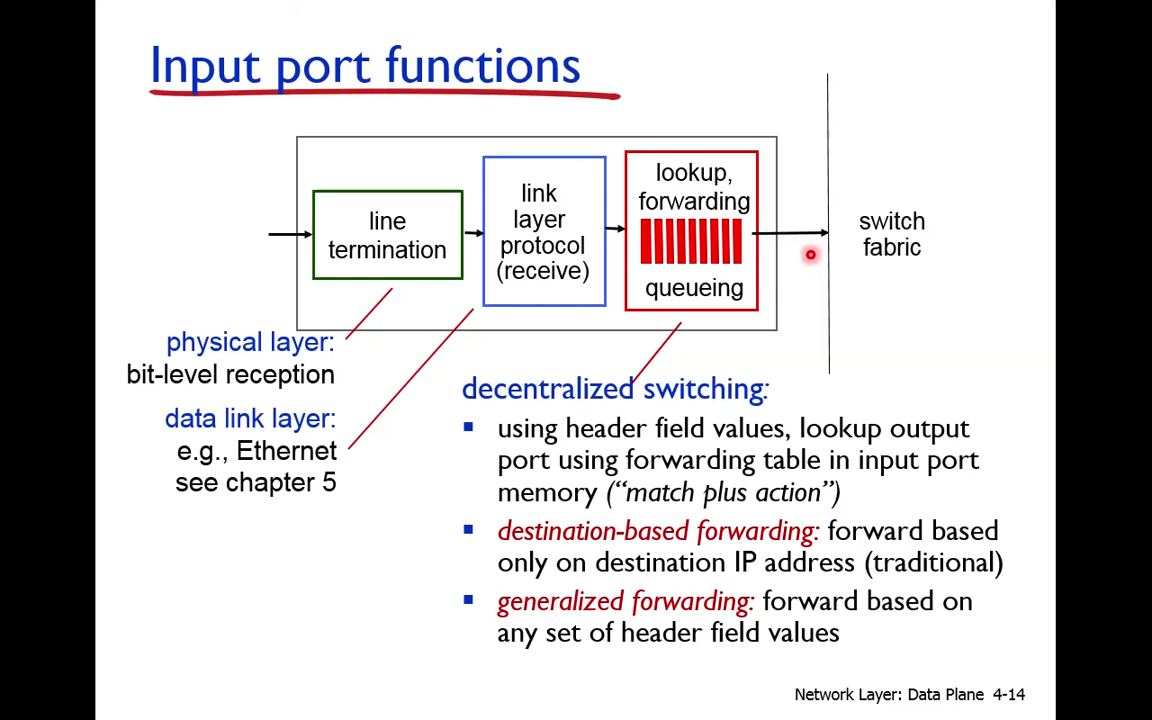 Input port functions
line
termination
link
layer
protocol
(receive)
lookup,
forwarding
queueing
switch
fabric
physical layer:
bit-level reception
data link layer:
e.g., Ethernet
see chapter 5
decentralized switching:
using header field values, lookup output
port using forwarding table in input port
memory (“match plus action”)
destination-based forwarding: forward based
only on destination IP address (traditional)
generalized forwarding: forward based on
any set of header field values
Network Layer: Data Plane 4-14